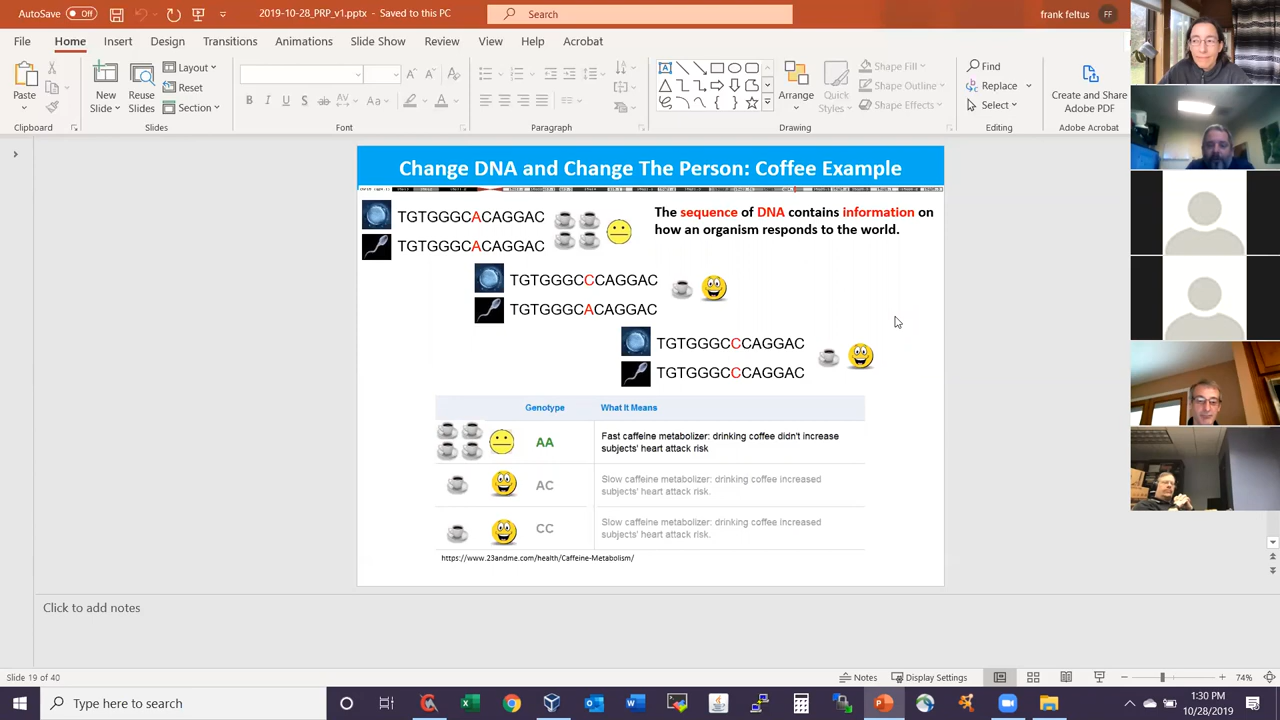 AutoSave Off 2019-10-28_PRP_v1.pptx - Saved to this PC Search frank feltus FF
File Home Insert Design Transitions Animations Slide Show Review View Help Acrobat
Paste New Slide Reuse Slides Layout Reset Section
B U S ab AV Aa A A A A
Arrange Quick Styles Shape Fill Shape Outline Shape Effects
Find Replace Select Create and Share Adobe PDF
Clipboard Slides Font Paragraph Drawing Editing Adobe Acrobat
Change DNA and Change The Person: Coffee Example
TGTGGGCACAGGAC
TGTGGGCACAGGAC
The sequence of DNA contains information on
how an organism responds to the world.
TGTGGGCCCAGGAC
TGTGGGCACAGGAC
TGTGGGCCCAGGAC
TGTGGGCCCAGGAC
Genotype What It Means
AA Fast caffeine metabolizer: drinking coffee didn't increase
subjects' heart attack risk
AC Slow caffeine metabolizer: drinking coffee increased
subjects' heart attack risk.
CC Slow caffeine metabolizer: drinking coffee increased
subjects' heart attack risk.
https://www.23andme.com/health/Caffeine-Metabolism/
Click to add notes
Slide 19 of 40 Notes Display Settings 74%
Type here to search 1:30 PM
10/28/2019